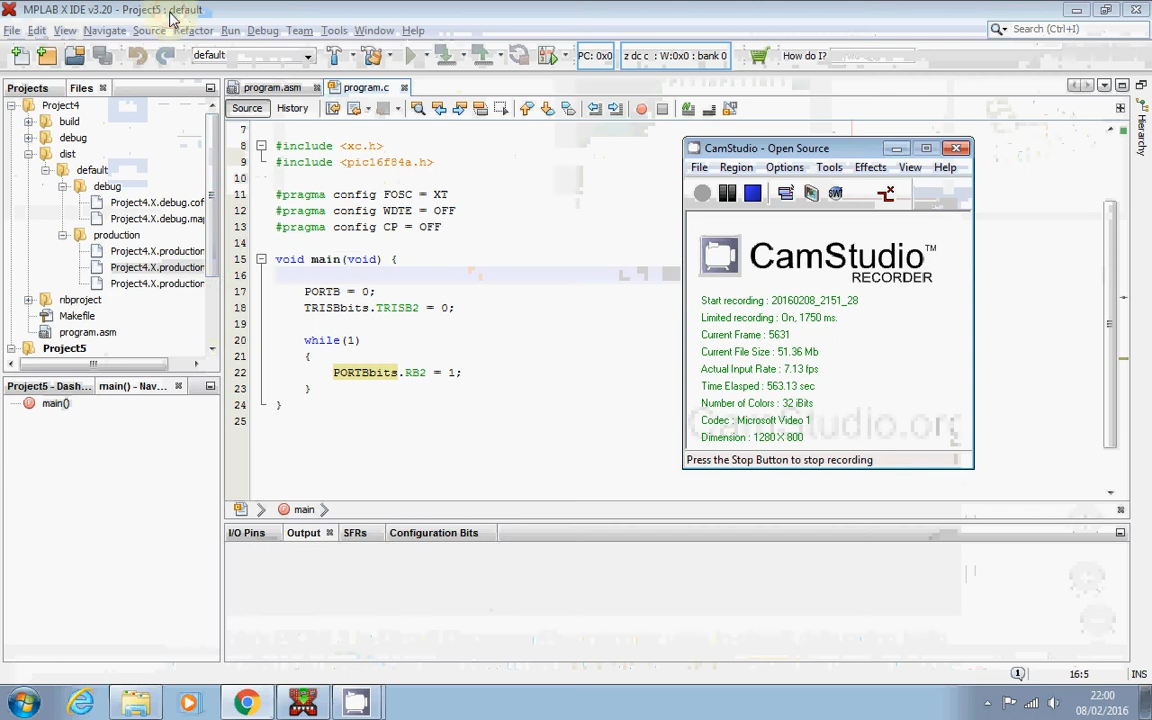 MPLAB X IDE v3.20 - Project5 : default
File Edit View Navigate Source Refactor Run Debug Team Tools Window Help
Search (Ctrl+I)
default
PC: 0x0
z dc c : W:0x0 : bank 0
How do I?
Projects
Files
program.asm
program.c
Source
History
Project4
build
debug
dist
default
debug
Project4.X.debug.cof
Project4.X.debug.map
production
Project4.X.production
Project4.X.production
Project4.X.production
nbproject
Makefile
program.asm
Project5
Project5 - Dash...
main() - Nav...
main()
7
8 #include <xc.h>
9 #include <pic16f84a.h>
10
11 #pragma config FOSC = XT
12 #pragma config WDTE = OFF
13 #pragma config CP = OFF
14
15 void main(void) {
16
17 PORTB = 0;
18 TRISBbits.TRISB2 = 0;
19
20 while(1)
21 {
22 PORTBbits.RB2 = 1;
23 }
24 }
25
main
Hierarchy
CamStudio - Open Source
File Region Options Tools Effects View Help
CamStudio™
RECORDER
Start recording : 20160208_2151_28
Limited recording : On, 1750 ms.
Current Frame : 5631
Current File Size : 51.36 Mb
Actual Input Rate : 7.13 fps
Time Elasped : 563.13 sec
Number of Colors : 32 iBits
Codec : Microsoft Video 1
Dimension : 1280 X 800
CamStudio.org
Press the Stop Button to stop recording
I/O Pins
Output
SFRs
Configuration Bits
1
16:5
INS
22:00
08/02/2016